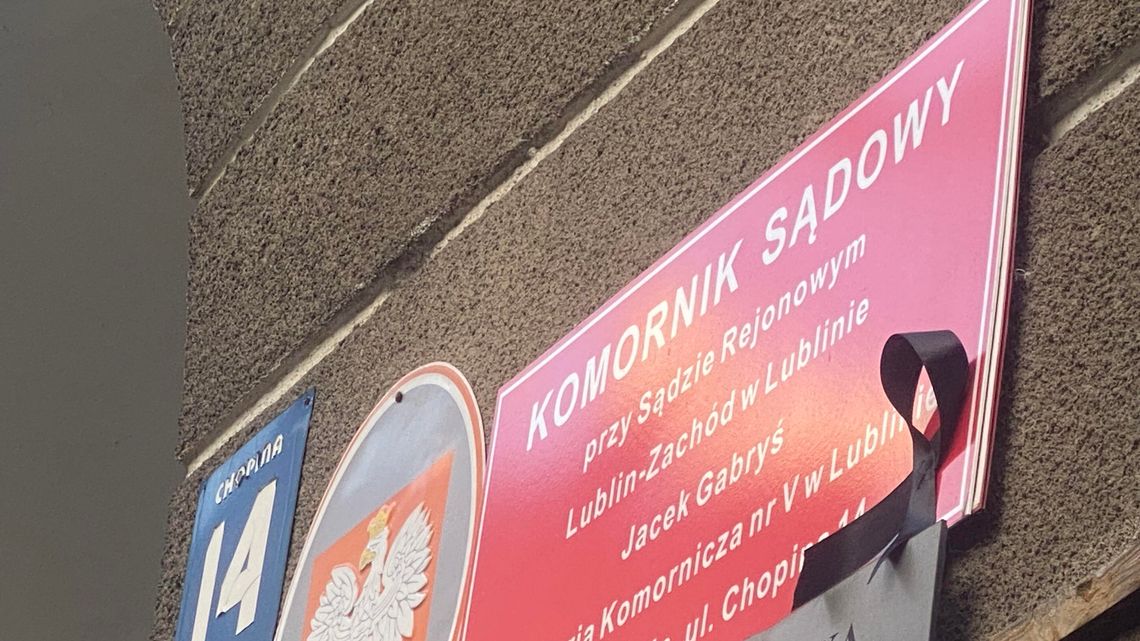 CHOPINA
14
KOMORNIK SĄDOWY
przy Sądzie Rejonowym
Lublin-Zachód w Lublinie
Jacek Gabryś
Komornicza nr V w Lublinie
ul. Chopina 14